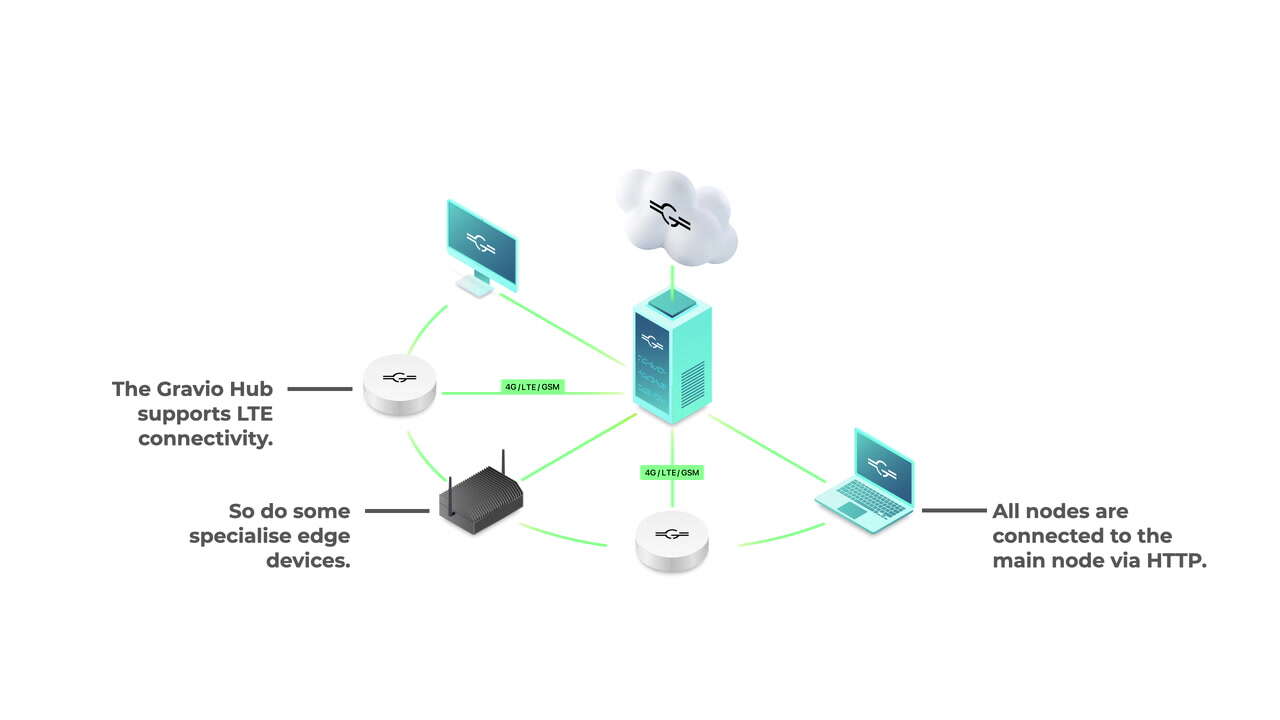 4G/LTE/GSM
The Gravio Hub
supports LTE
connectivity.
4G/LTE/GSM
So do some
specialise edge
devices.
All nodes are
connected to the
main node via HTTP.